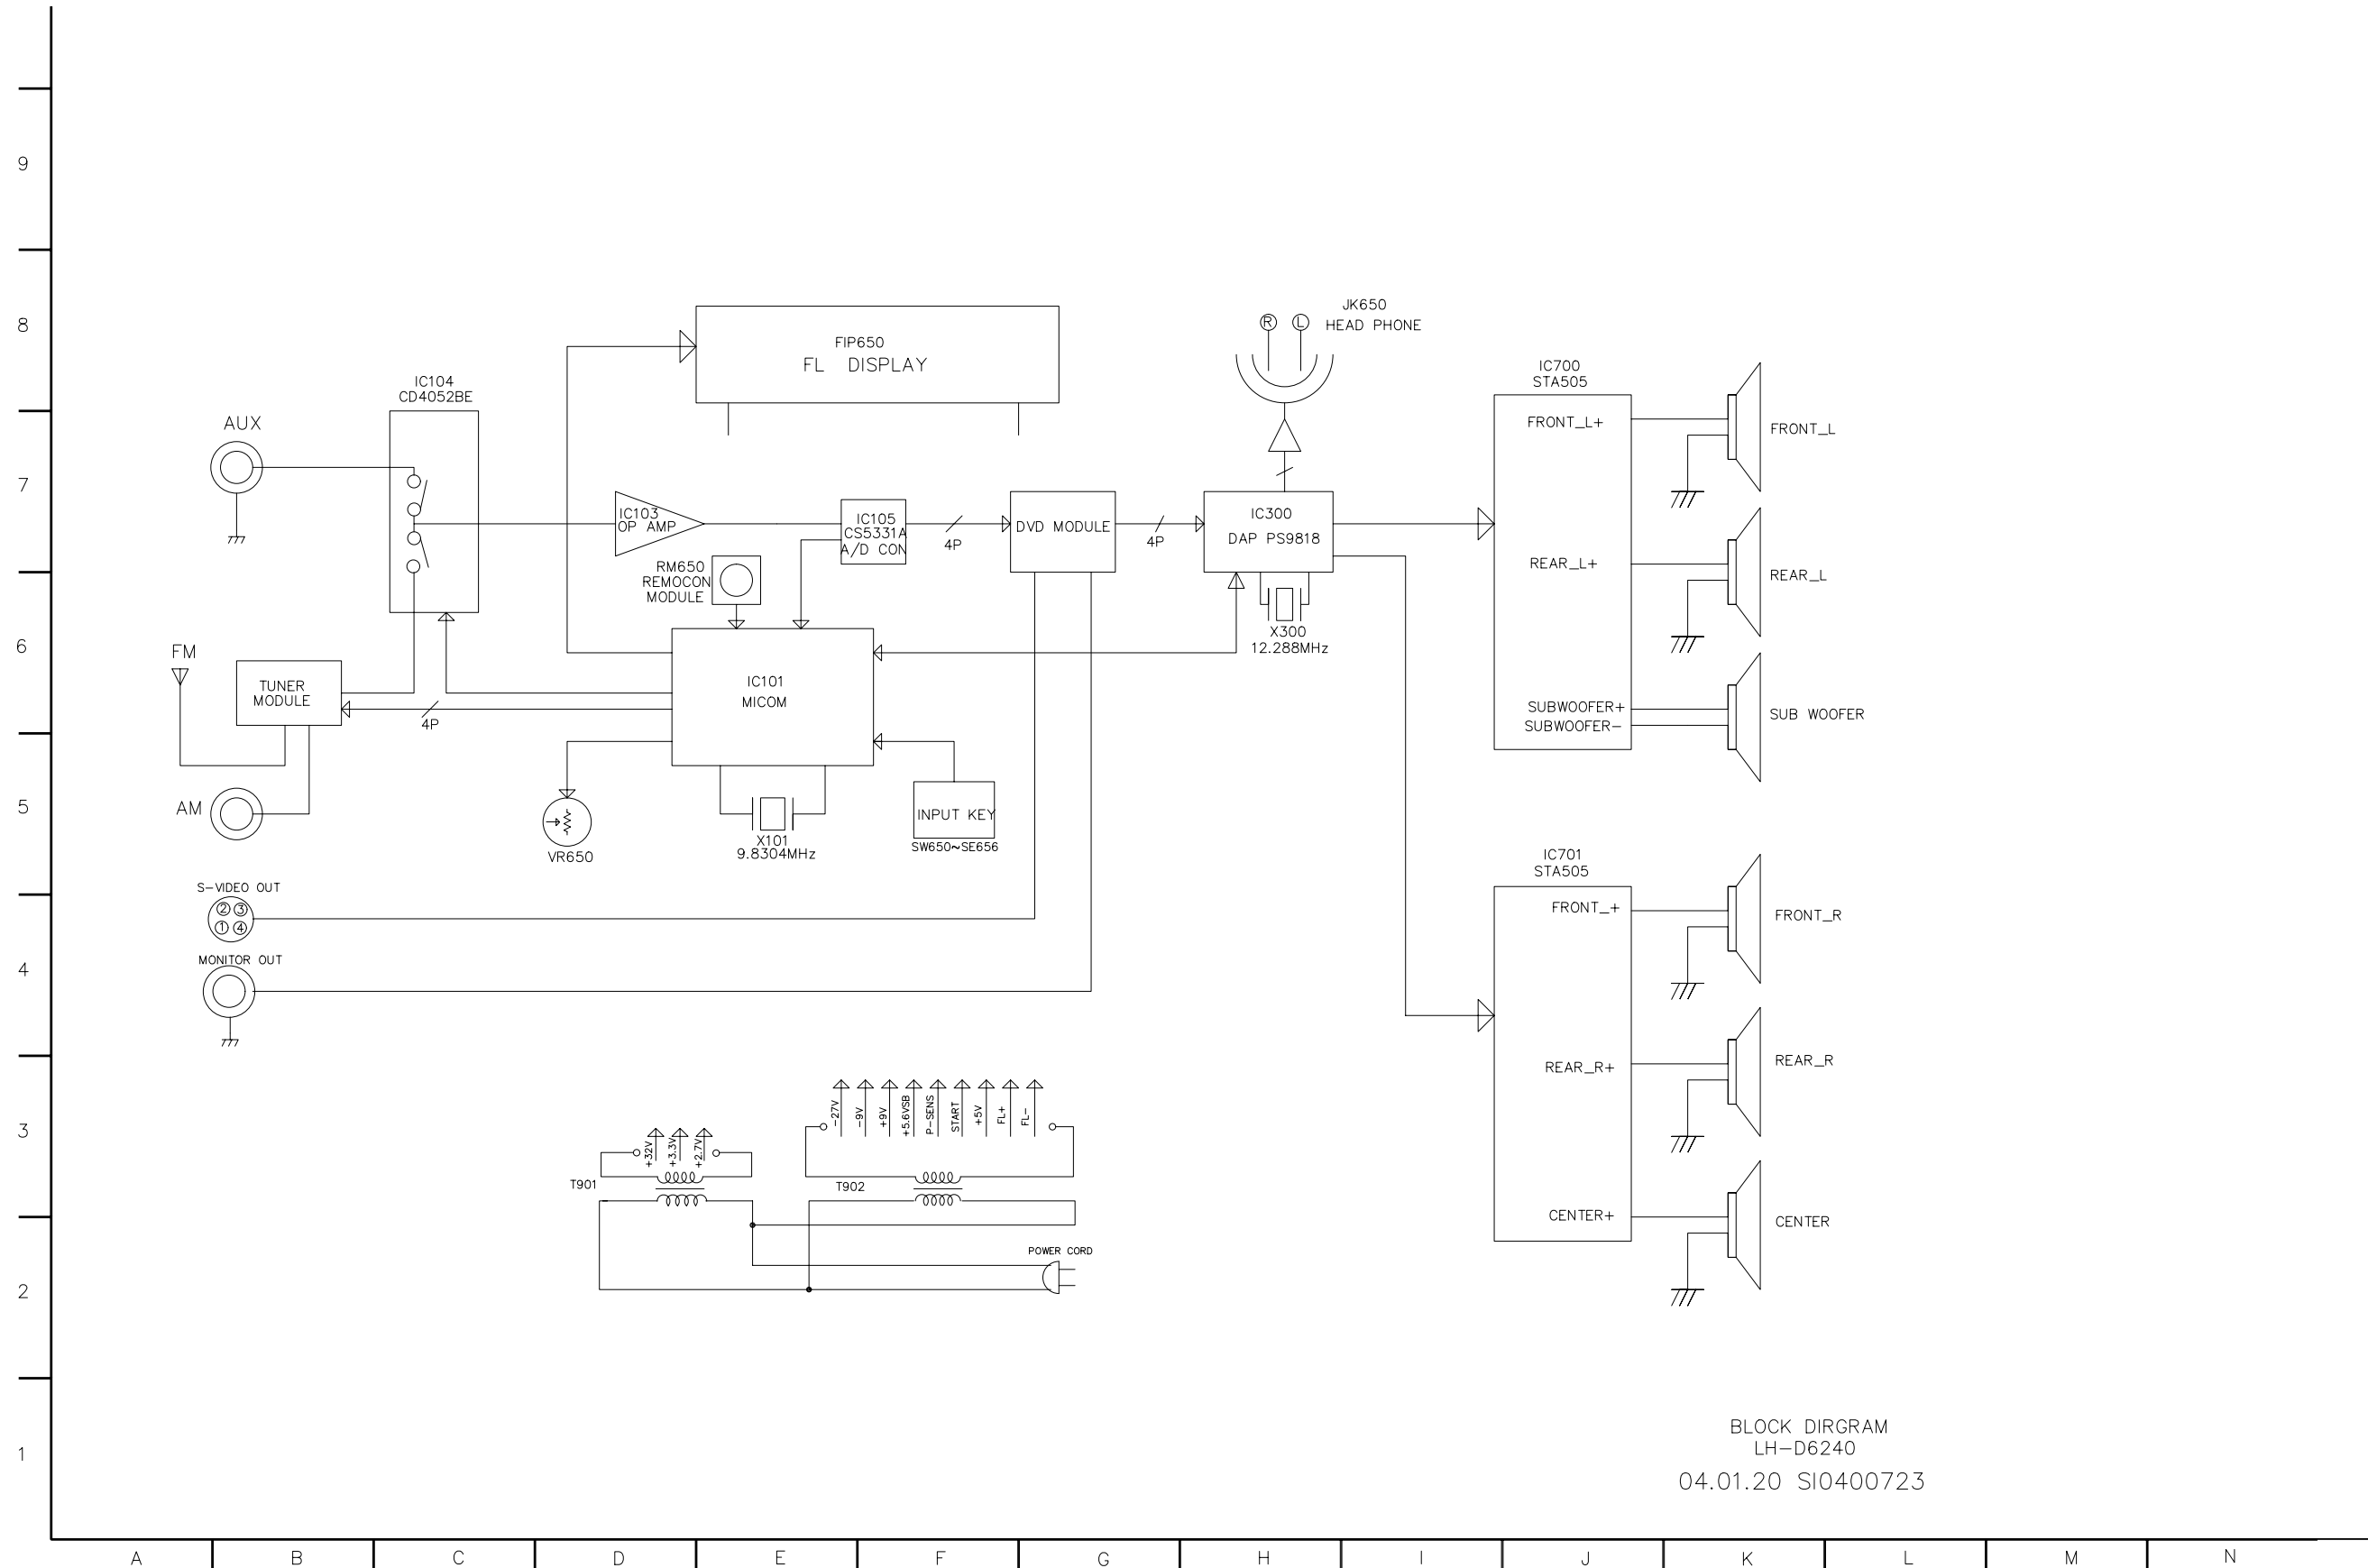 9
8
7
6
5
4
3
2
1
A
B
C
D
E
F
G
H
I
J
K
L
M
N
FIP650
FL DISPLAY
JK650
HEAD PHONE
R
L
IC104
CD4052BE
AUX
IC103
OP AMP
IC105
CS5331A
A/D CON
4P
DVD MODULE
4P
IC300
DAP PS9818
X300
12.288MHz
RM650
REMOCON
MODULE
FM
TUNER
MODULE
4P
IC101
MICOM
AM
VR650
X101
9.8304MHz
INPUT KEY
SW650~SE656
S-VIDEO OUT
2
3
1
4
MONITOR OUT
IC700
STA505
FRONT_L+
FRONT_L
REAR_L+
REAR_L
SUBWOOFER+
SUBWOOFER-
SUB WOOFER
IC701
STA505
FRONT_+
FRONT_R
REAR_R+
REAR_R
CENTER+
CENTER
+32V
+3.3V
+2.7V
T901
-27V
-9V
+9V
+5.6VSB
P-SENS
START
+5V
FL+
FL-
T902
POWER CORD
BLOCK DIRGRAM
LH-D6240
04.01.20 SI0400723